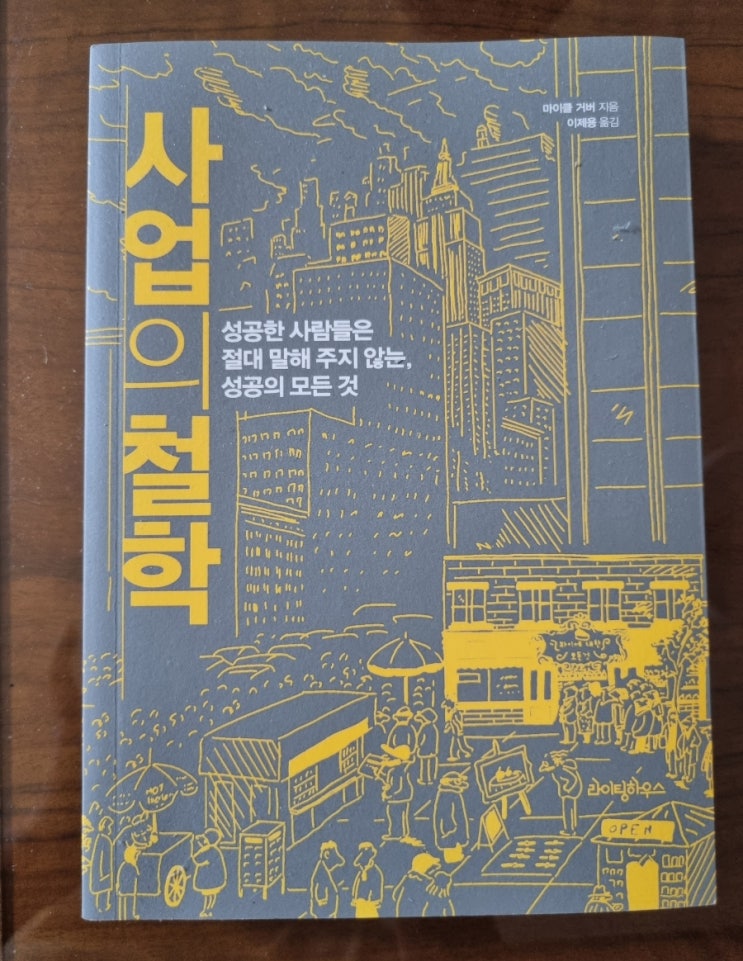 마이클 거버 지음
이제용 옮김
사업의 철학
성공한 사람들은
절대 말해 주지 않는,
성공의 모든 것
라이팅하우스
OPEN
HOT